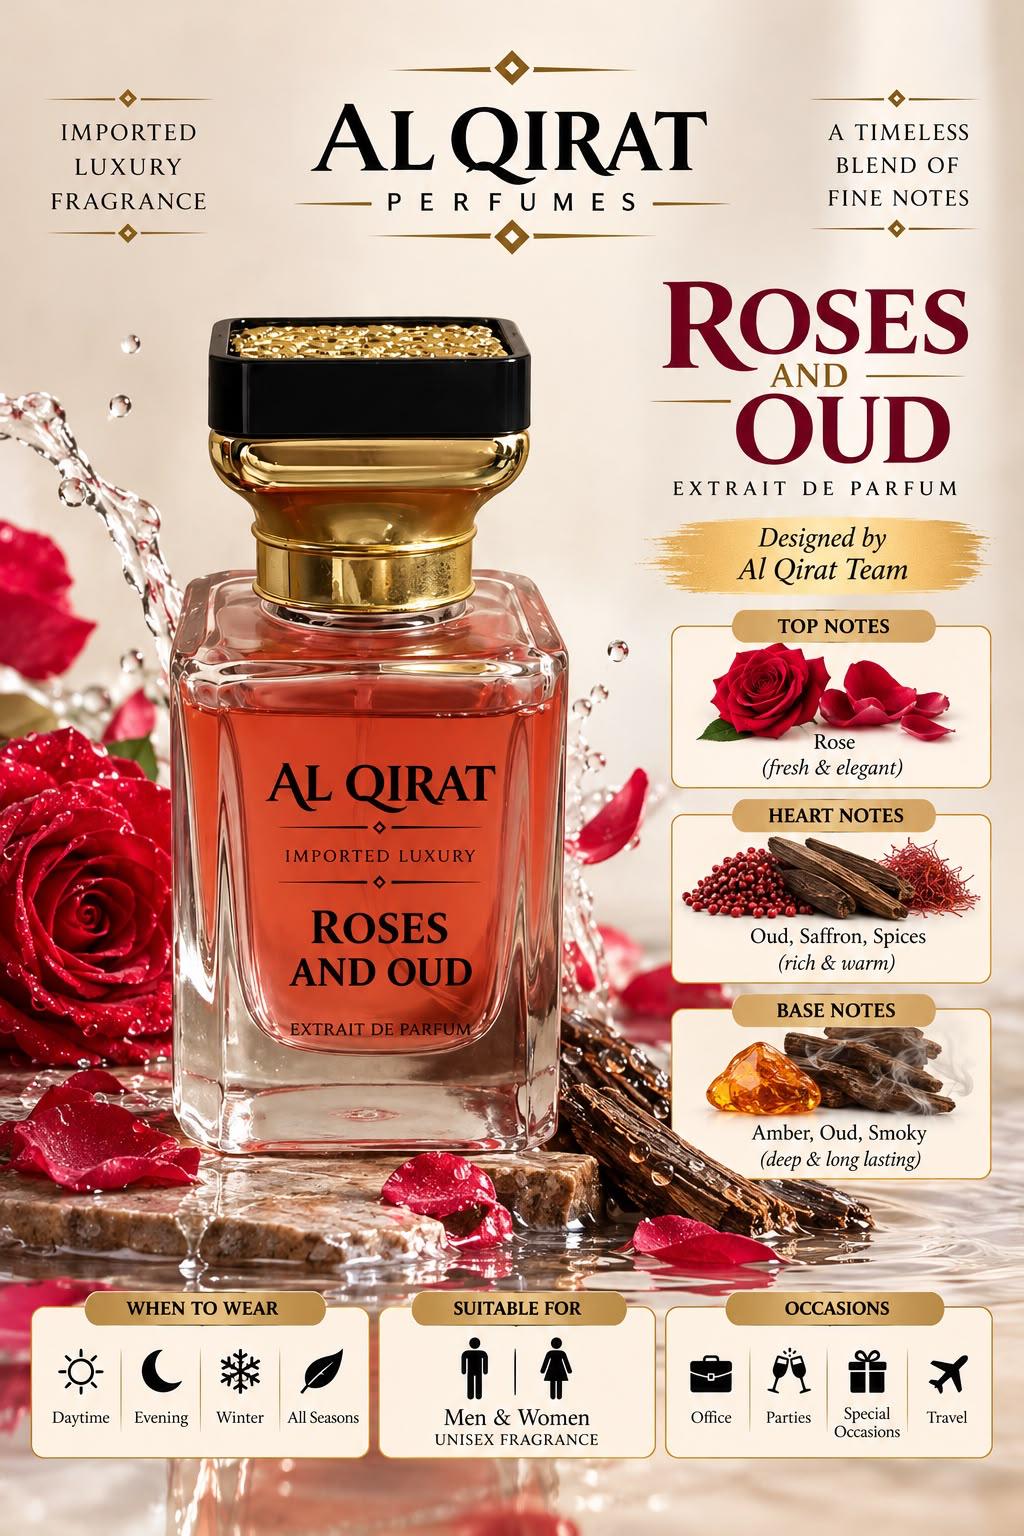 IMPORTED
LUXURY
FRAGRANCE
AL QIRAT
PERFUMES
A TIMELESS
BLEND OF
FINE NOTES
ROSES
AND
OUD
EXTRAIT DE PARFUM
Designed by
Al Qirat Team
TOP NOTES
Rose
(fresh & elegant)
HEART NOTES
Oud, Saffron, Spices
(rich & warm)
BASE NOTES
Amber, Oud, Smoky
(deep & long lasting)
AL QIRAT
IMPORTED LUXURY
ROSES
AND OUD
EXTRAIT DE PARFUM
WHEN TO WEAR
Daytime
Evening
Winter
All Seasons
SUITABLE FOR
Men & Women
UNISEX FRAGRANCE
OCCASIONS
Office
Parties
Special
Occasions
Travel